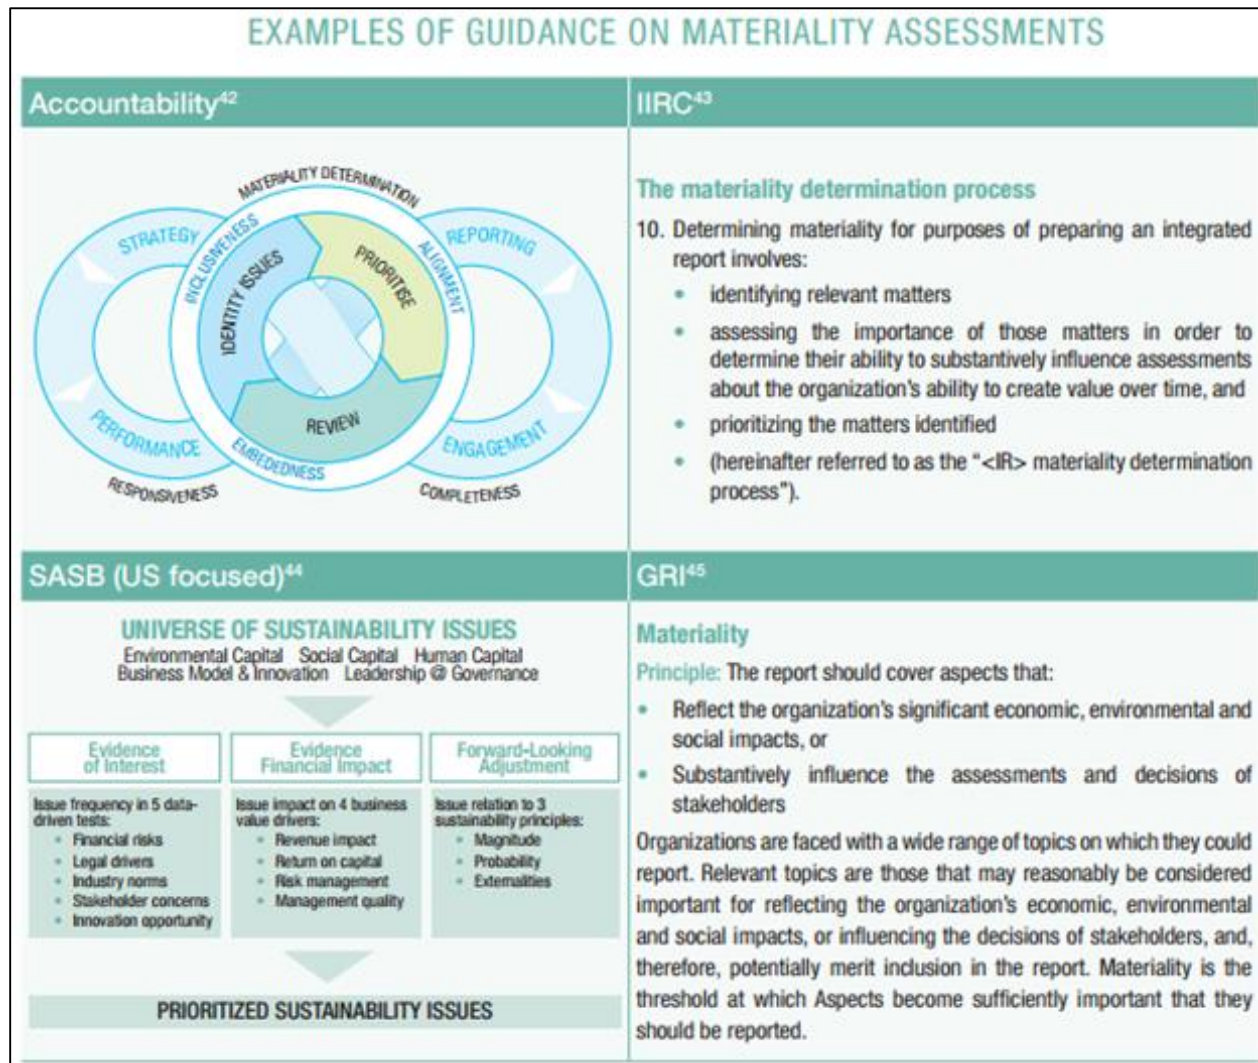 EXAMPLES OF GUIDANCE ON MATERIALITY ASSESSMENTS
Accountability⁴²
MATERIALITY DETERMINATION
STRATEGY
INCLUSIVENESS
IDENTITY ISSUES
PRIORITISE
ALIGNMENT
REPORTING
PERFORMANCE
REVIEW
ENGAGEMENT
EMBEDEDNESS
RESPONSIVENESS
COMPLETENESS
IIRC⁴³
The materiality determination process
10. Determining materiality for purposes of preparing an integrated
report involves:
• identifying relevant matters
• assessing the importance of those matters in order to
determine their ability to substantively influence assessments
about the organization's ability to create value over time, and
• prioritizing the matters identified
• (hereinafter referred to as the "<IR> materiality determination
process").
SASB (US focused)⁴⁴
UNIVERSE OF SUSTAINABILITY ISSUES
Environmental Capital Social Capital Human Capital
Business Model & Innovation Leadership @ Governance
Evidence
of Interest
Issue frequency in 5 data-
driven tests:
• Financial risks
• Legal drivers
• Industry norms
• Stakeholder concerns
• Innovation opportunity
Evidence
Financial Impact
Issue impact on 4 business
value drivers:
• Revenue impact
• Return on capital
• Risk management
• Management quality
Forward-Looking
Adjustment
Issue relation to 3
sustainability principles:
• Magnitude
• Probability
• Externalities
PRIORITIZED SUSTAINABILITY ISSUES
GRI⁴⁵
Materiality
Principle: The report should cover aspects that:
• Reflect the organization's significant economic, environmental and
social impacts, or
• Substantively influence the assessments and decisions of
stakeholders
Organizations are faced with a wide range of topics on which they could
report. Relevant topics are those that may reasonably be considered
important for reflecting the organization's economic, environmental
and social impacts, or influencing the decisions of stakeholders, and,
therefore, potentially merit inclusion in the report. Materiality is the
threshold at which Aspects become sufficiently important that they
should be reported.